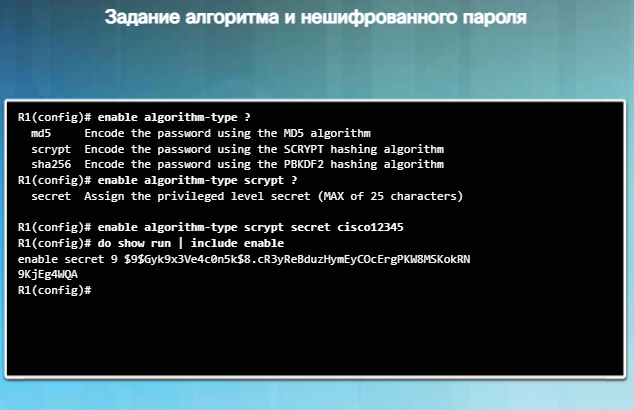 Задание алгоритма и нешифрованного пароля
R1(config)# enable algorithm-type ?
md5 Encode the password using the MD5 algorithm
scrypt Encode the password using the SCRYPT hashing algorithm
sha256 Encode the password using the PBKDF2 hashing algorithm
R1(config)# enable algorithm-type scrypt ?
secret Assign the privileged level secret (MAX of 25 characters)
R1(config)# enable algorithm-type scrypt secret cisco12345
R1(config)# do show run | include enable
enable secret 9 $9$Gyk9x3Ve4c0n5k$8.cR3yReBduzHymEyCOcErgPKW8MSKokRN
9KjEg4WQA
R1(config)#